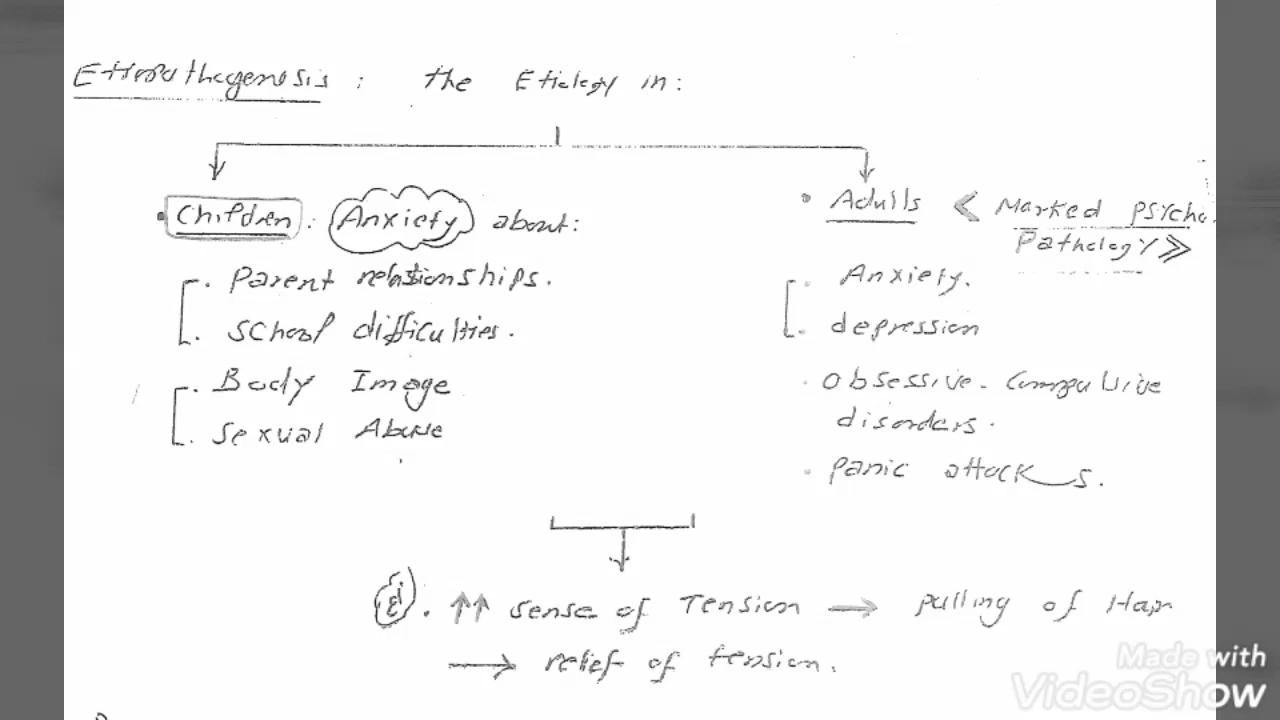 Etiopathogenesis : the Etiology in:
• Children : Anxiety about:
. Parent relationships.
. School difficulties.
. Body Image
. Sexual Abuse
• Adults << Marked psycho.
Pathology >>
. Anxiety.
. depression
. obsessive - Compulsive
disorders.
. Panic attacks.
. ↑↑ sense of Tension → pulling of Hair
→ relief of tension.
Made with
VideoShow